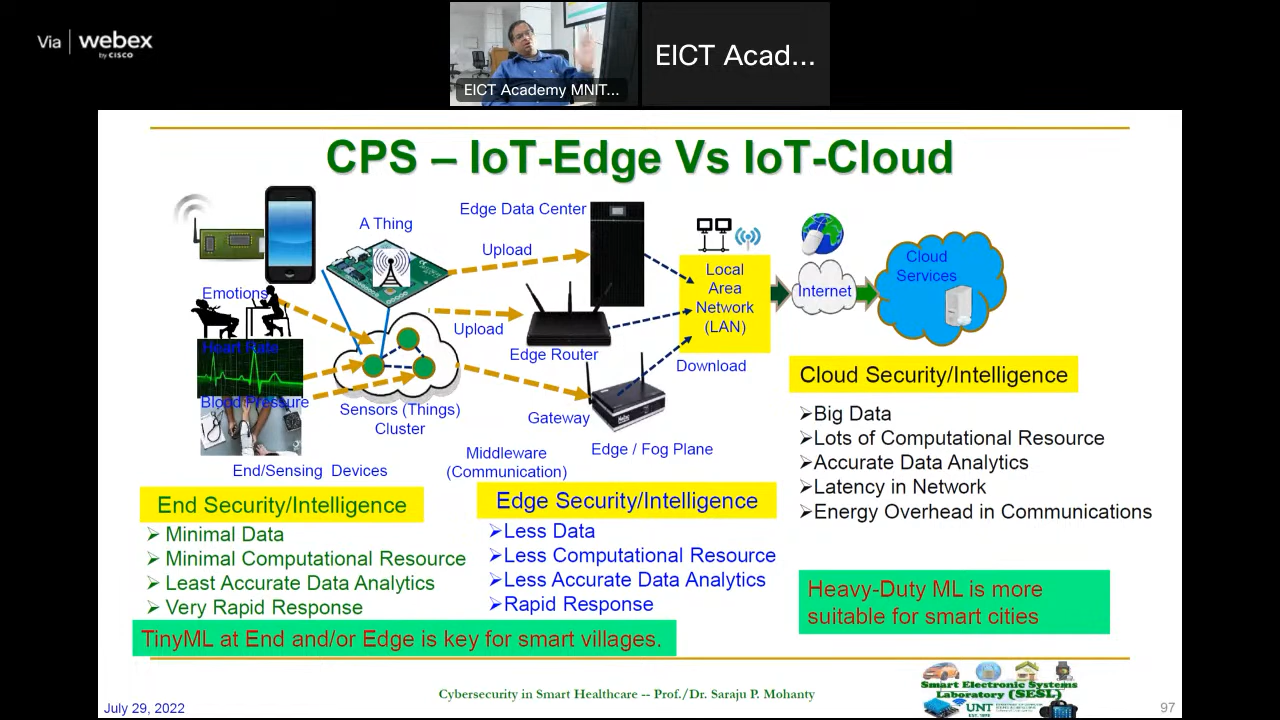 Via | webex
by CISCO
EICT Academy MNIT...
EICT Acad...
CPS – IoT-Edge Vs IoT-Cloud
A Thing
Edge Data Center
Upload
Emotions
Upload
Local
Area
Network
(LAN)
Internet
Cloud
Services
Heart Rate
Edge Router
Download
Blood Pressure
Sensors (Things)
Cluster
Gateway
Edge / Fog Plane
End/Sensing Devices
Middleware
(Communication)
Cloud Security/Intelligence
➢Big Data
➢Lots of Computational Resource
➢Accurate Data Analytics
➢Latency in Network
➢Energy Overhead in Communications
End Security/Intelligence
➢ Minimal Data
➢ Minimal Computational Resource
➢ Least Accurate Data Analytics
➢ Very Rapid Response
Edge Security/Intelligence
➢Less Data
➢Less Computational Resource
➢Less Accurate Data Analytics
➢Rapid Response
Heavy-Duty ML is more
suitable for smart cities
TinyML at End and/or Edge is key for smart villages.
July 29, 2022
Cybersecurity in Smart Healthcare -- Prof./Dr. Saraju P. Mohanty
Smart Electronic Systems
Laboratory (SESL)
UNT
97